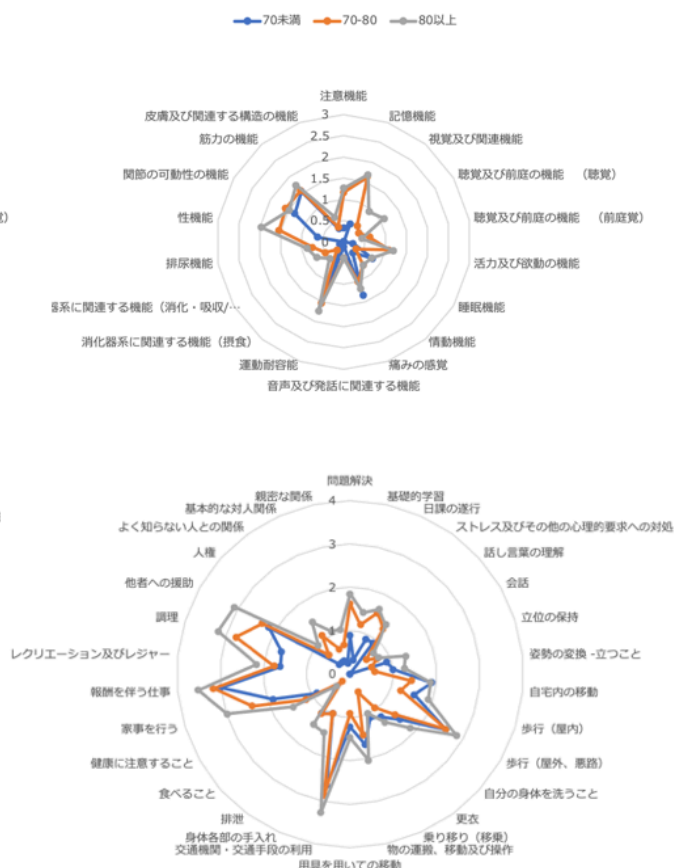 70未満 70-80 80以上
注意機能
皮膚及び関連する構造の機能 記憶機能
筋力の機能 視覚及び関連機能
関節の可動性の機能 聴覚及び前庭の機能 （聴覚）
性機能 聴覚及び前庭の機能 （前庭覚）
覚）
排尿機能 活力及び欲動の機能
系に関連する機能（消化・吸収/… 睡眠機能
消化器系に関連する機能（摂食） 情動機能
運動耐容能 痛みの感覚
音声及び発話に関連する機能
3
2.5
2
1.5
1
0.5
0
問題解決
親密な関係 基礎的学習
基本的な対人関係 日課の遂行
よく知らない人との関係 ストレス及びその他の心理的要求への対処
人権 話し言葉の理解
他者への援助 会話
調理 立位の保持
レクリエーション及びレジャー 姿勢の変換 -立つこと
報酬を伴う仕事 自宅内の移動
家事を行う 歩行（屋内）
健康に注意すること 歩行（屋外、悪路）
食べること 自分の身体を洗うこと
排泄 更衣
身体各部の手入れ 乗り移り（移乗）
交通機関・交通手段の利用 物の運搬、移動及び操作
用具を用いての移動
4
3
2
1
0